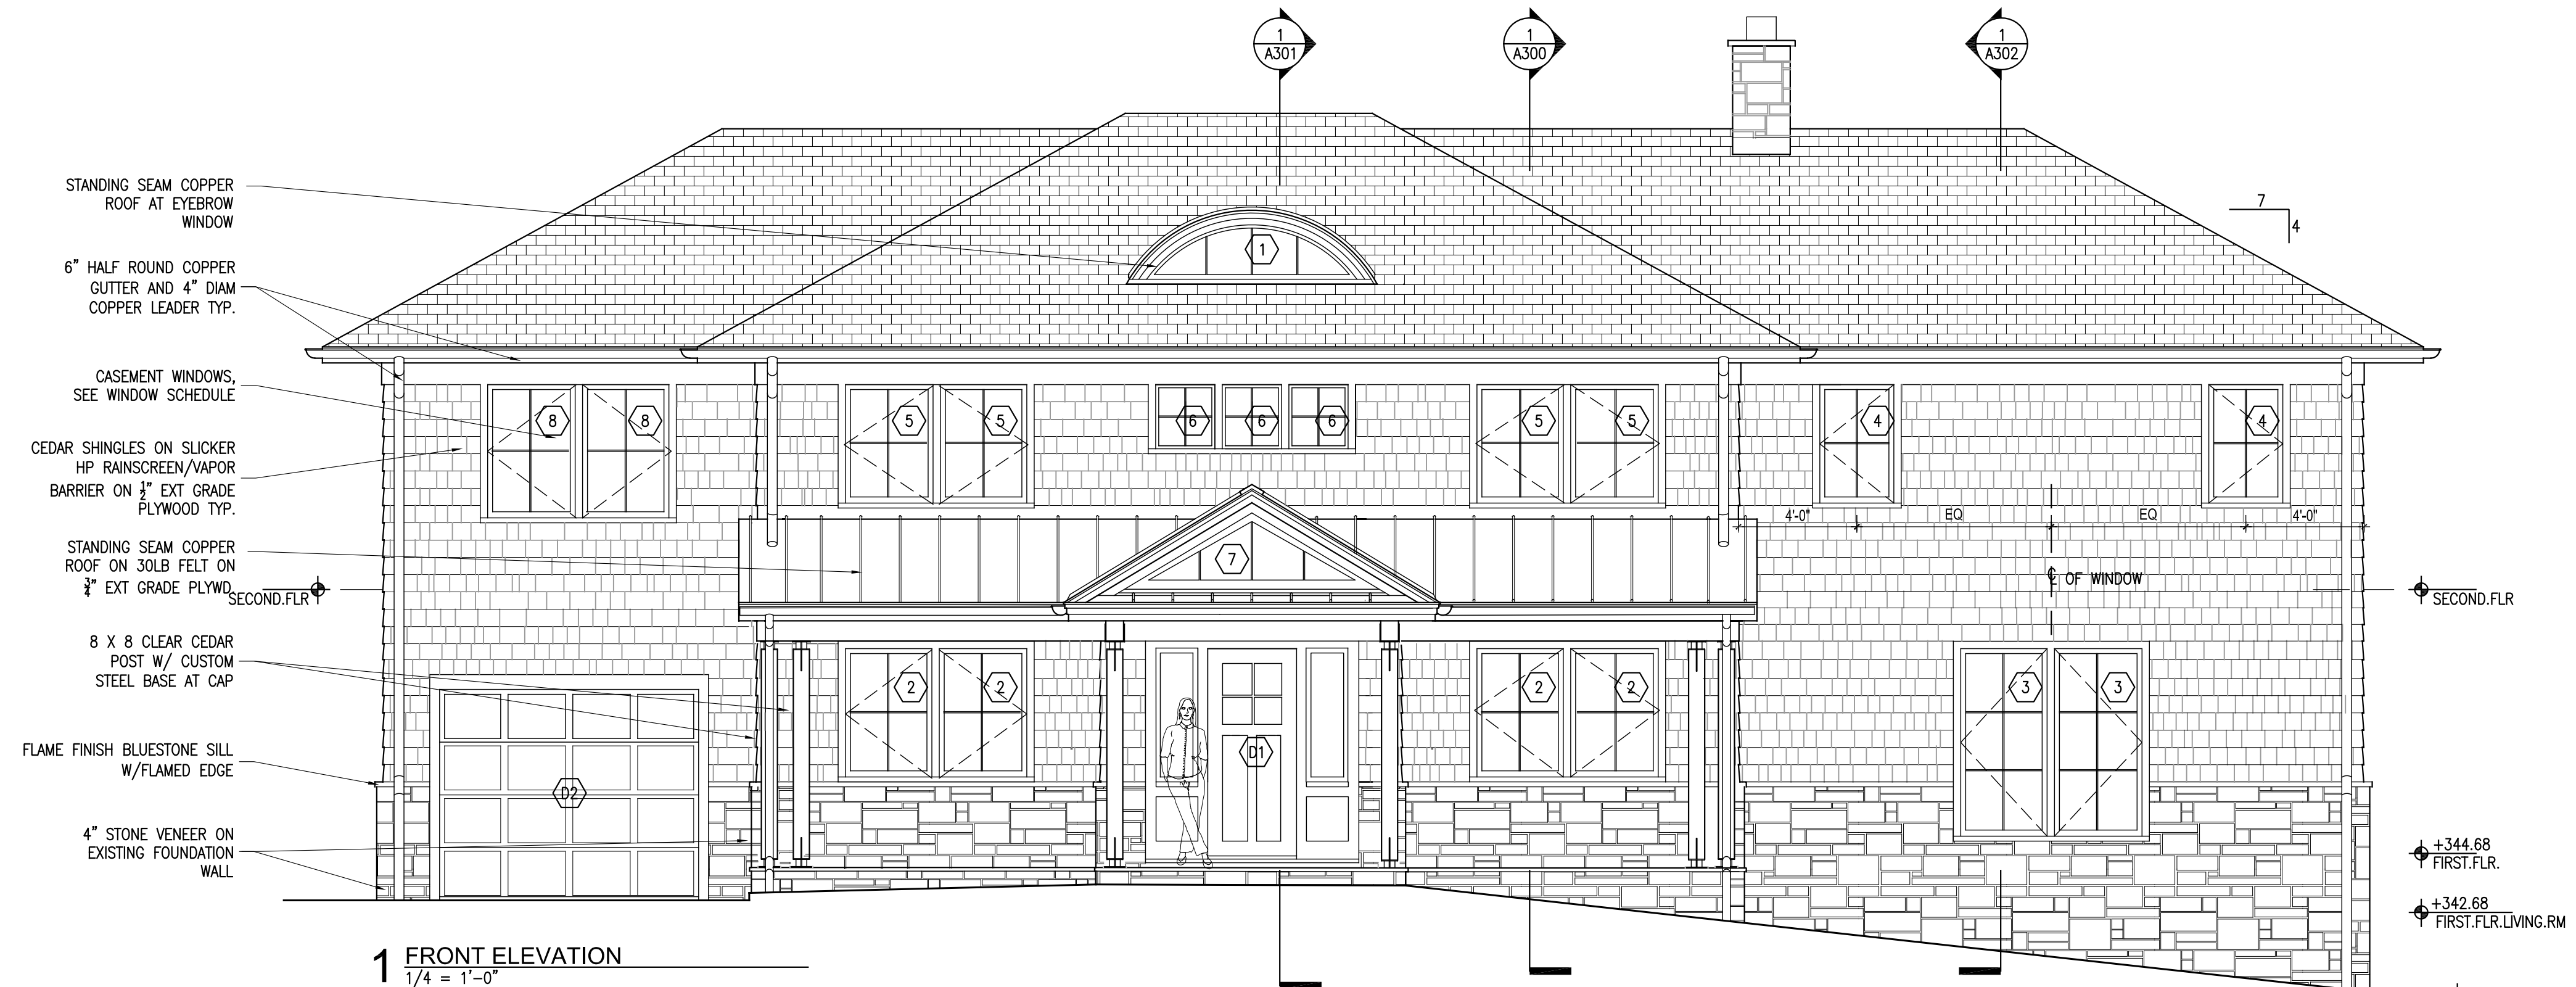 1
A301
1
A300
1
A302
STANDING SEAM COPPER
ROOF AT EYEBROW
WINDOW
7
4
1
6" HALF ROUND COPPER
GUTTER AND 4" DIAM
COPPER LEADER TYP.
CASEMENT WINDOWS,
SEE WINDOW SCHEDULE
8
8
5
5
6
6
6
5
5
4
4
CEDAR SHINGLES ON SLICKER
HP RAINSCREEN/VAPOR
BARRIER ON 1/2" EXT GRADE
PLYWOOD TYP.
4'-0"
EQ
EQ
4'-0"
STANDING SEAM COPPER
ROOF ON 30LB FELT ON
3/4" EXT GRADE PLYWD
SECOND.FLR
7
℄ OF WINDOW
SECOND.FLR
8 X 8 CLEAR CEDAR
POST W/ CUSTOM
STEEL BASE AT CAP
2
2
2
2
3
3
FLAME FINISH BLUESTONE SILL
W/FLAMED EDGE
D1
D2
4" STONE VENEER ON
EXISTING FOUNDATION
WALL
+344.68
FIRST.FLR.
+342.68
FIRST.FLR.LIVING.RM
1 FRONT ELEVATION
1/4 = 1'-0"